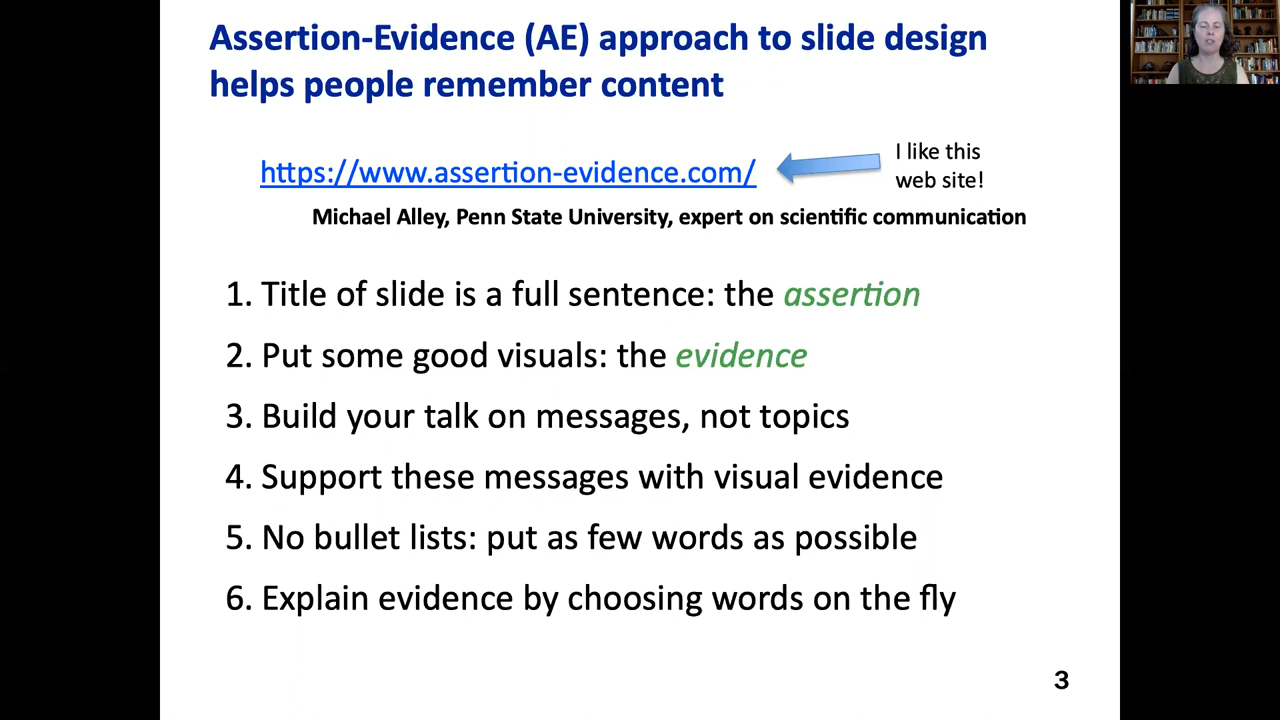 Assertion-Evidence (AE) approach to slide design
helps people remember content
https://www.assertion-evidence.com/
I like this
web site!
Michael Alley, Penn State University, expert on scientific communication
1. Title of slide is a full sentence: the assertion
2. Put some good visuals: the evidence
3. Build your talk on messages, not topics
4. Support these messages with visual evidence
5. No bullet lists: put as few words as possible
6. Explain evidence by choosing words on the fly
3